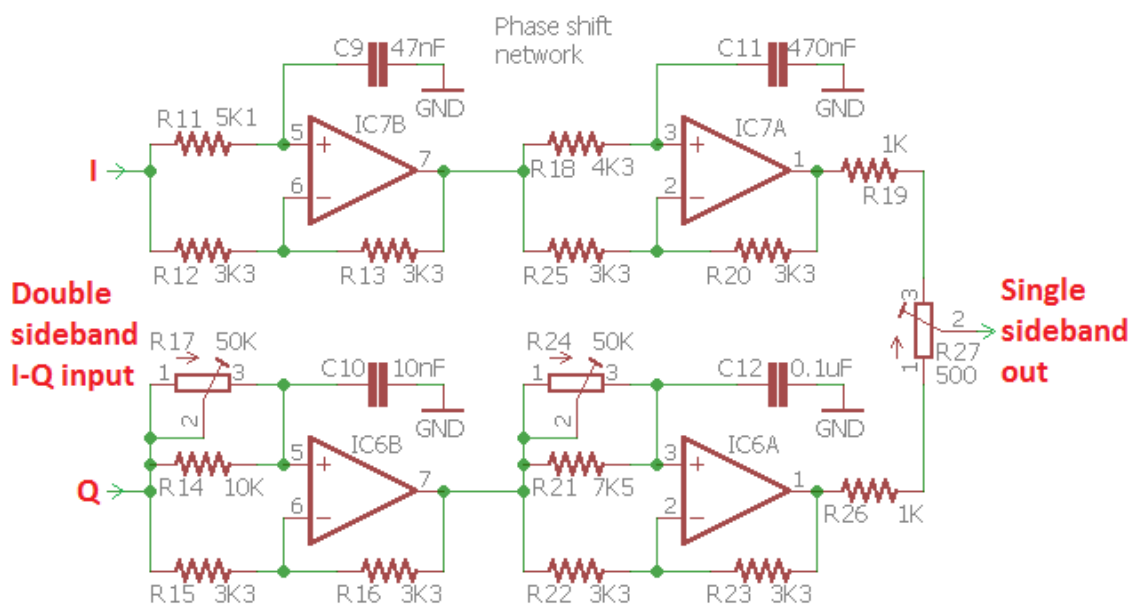 Phase shift
network
C9 47nF
GND
R11 5K1
5
6
+
−
IC7B
7
I
R12 3K3
R13 3K3
C11 470nF
GND
R18 4K3
3
2
+
−
IC7A
1
1K
R19
R25 3K3
R20 3K3
Double
sideband
I-Q input
R17 50K
1
3
2
C10 10nF
GND
R14 10K
5
6
+
−
IC6B
7
Q
R15 3K3
R16 3K3
R24 50K
1
3
2
C12 0.1uF
GND
R21 7K5
3
2
+
−
IC6A
1
R26 1K
R22 3K3
R23 3K3
3
2
1
R27
500
Single
sideband
out